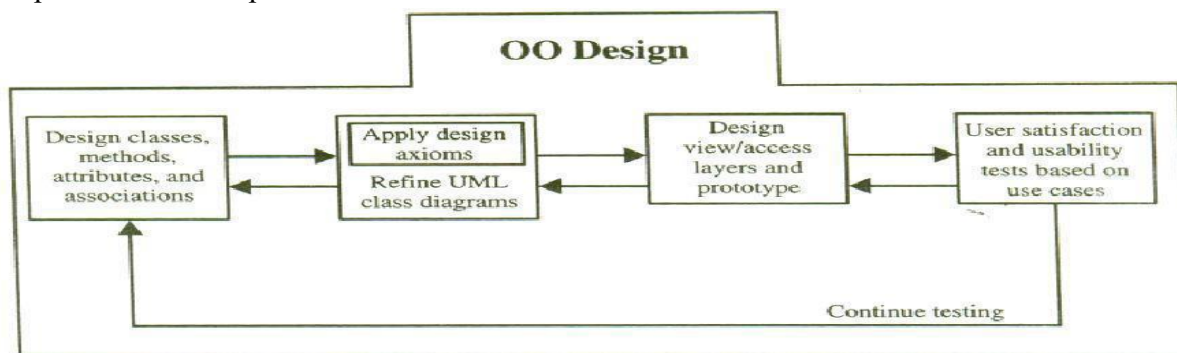 OO Design
Design classes,
methods,
attributes, and
associations
Apply design
axioms
Refine UML
class diagrams
Design
view/access
layers and
prototype
User satisfaction
and usability
tests based on
use cases
Continue testing